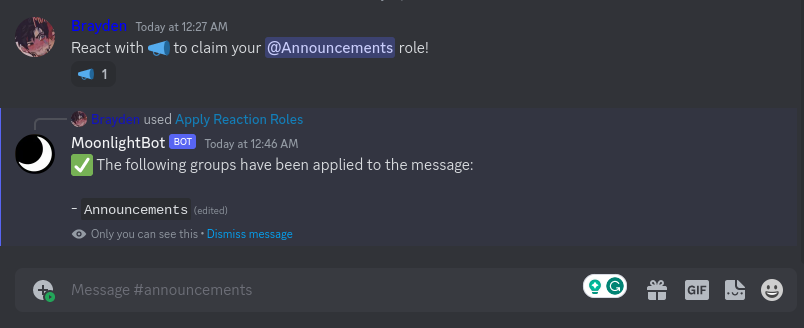 Brayden Today at 12:27 AM
React with 📣 to claim your @Announcements role!
📣 1
Brayden used Apply Reaction Roles
MoonlightBot BOT Today at 12:46 AM
✅ The following groups have been applied to the message:
- Announcements (edited)
Only you can see this • Dismiss message
Message #announcements
GIF